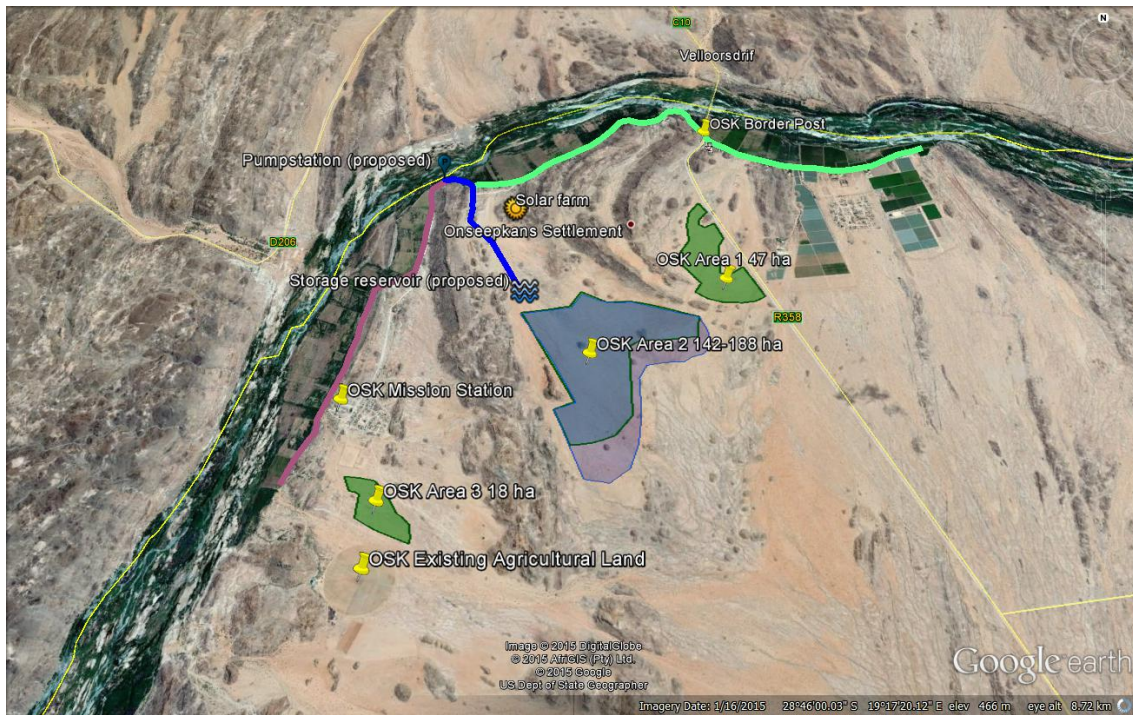 N
C10
Velloorsdrif
OSK Border Post
Pumpstation (proposed)
Solar farm
Onseepkans Settlement
D206
OSK Area 1 47 ha
Storage reservoir (proposed)
R358
OSK Area 2 142-188 ha
OSK Mission Station
OSK Area 3 18 ha
OSK Existing Agricultural Land
Image © 2015 DigitalGlobe
© 2015 AfriGIS (Pty) Ltd.
© 2015 Google
US Dept of State Geographer
Google earth
Imagery Date: 1/16/2015 28°46'00.03" S 19°17'20.12" E elev 466 m eye alt 8.72 km